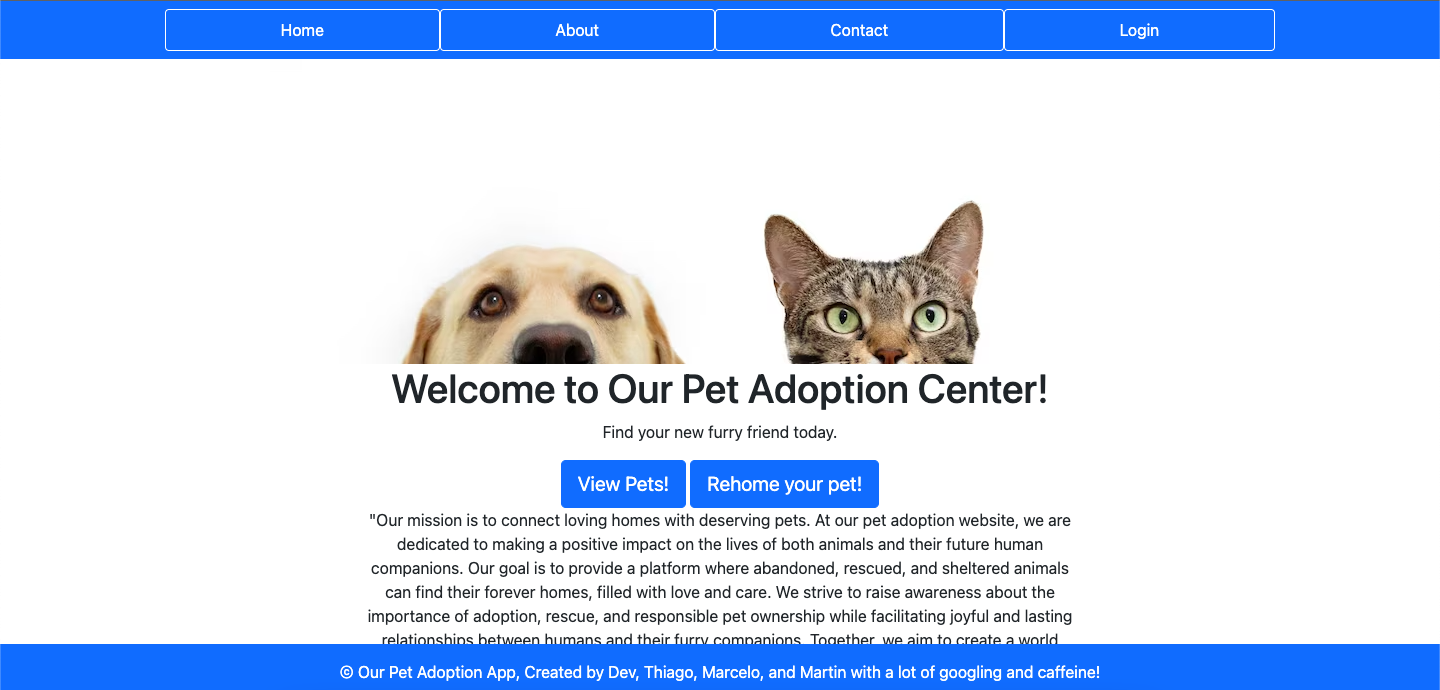 Home
About
Contact
Login
Welcome to Our Pet Adoption Center!
Find your new furry friend today.
View Pets!
Rehome your pet!
"Our mission is to connect loving homes with deserving pets. At our pet adoption website, we are
dedicated to making a positive impact on the lives of both animals and their future human
companions. Our goal is to provide a platform where abandoned, rescued, and sheltered animals
can find their forever homes, filled with love and care. We strive to raise awareness about the
importance of adoption, rescue, and responsible pet ownership while facilitating joyful and lasting
relationships between humans and their furry companions. Together, we aim to create a world
© Our Pet Adoption App, Created by Dev, Thiago, Marcelo, and Martin with a lot of googling and caffeine!